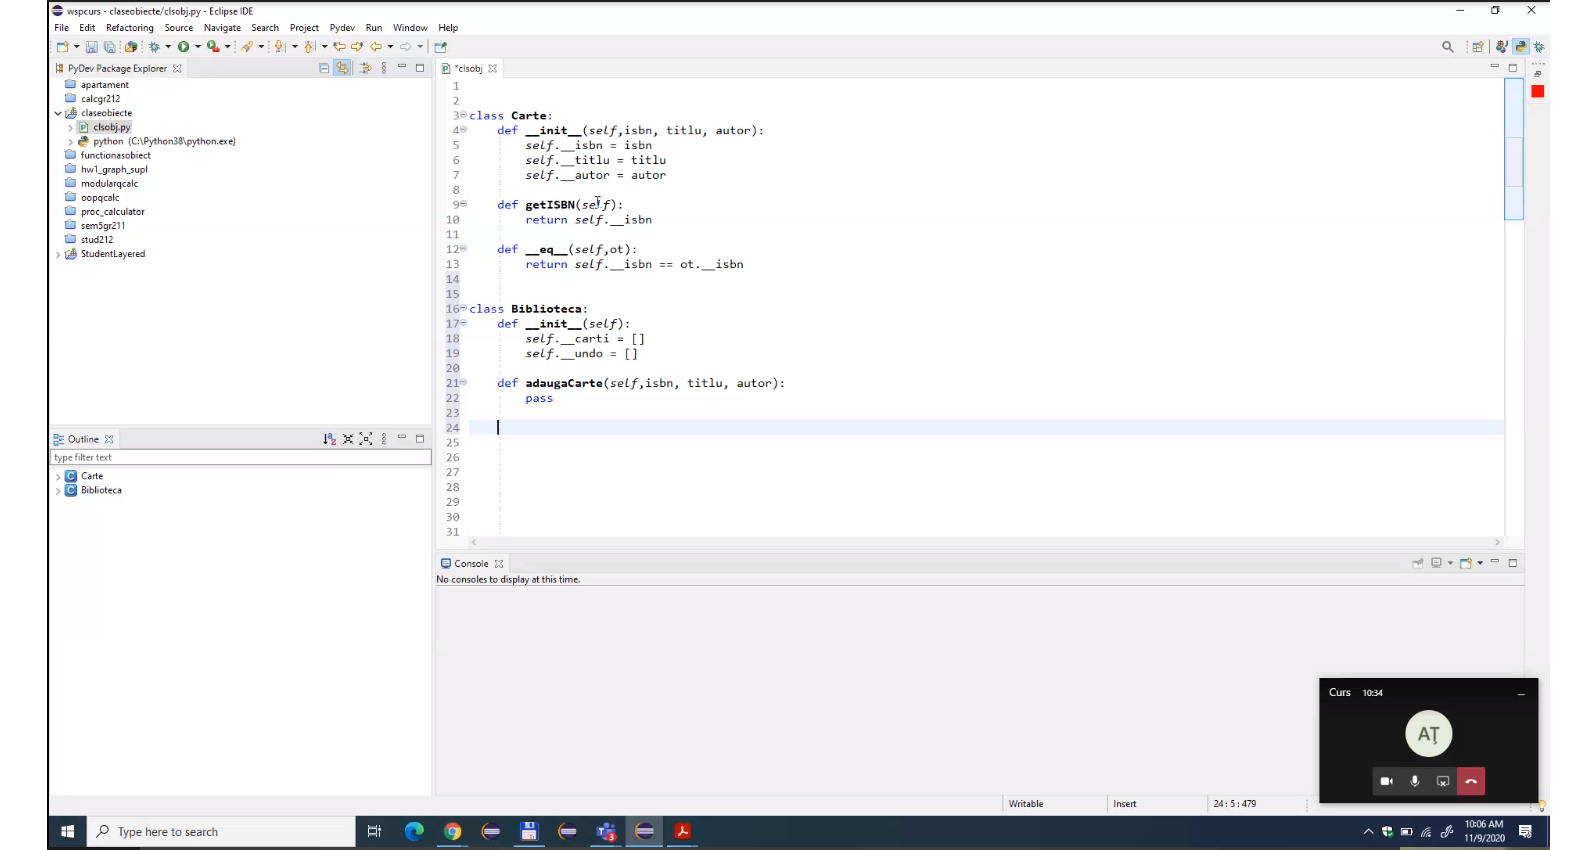 wspcurs - claseobiecte/clsobj.py - Eclipse IDE
File Edit Refactoring Source Navigate Search Project Pydev Run Window Help
PyDev Package Explorer
apartament
calcgr212
claseobiecte
clsobj.py
python (C:\Python38\python.exe)
functionasobiect
hw1_graph_supl
modularqcalc
oopqcalc
proc_calculator
sem5gr211
stud212
StudentLayered
Outline
type filter text
Carte
Biblioteca
*clsobj
1
2
3 class Carte:
4 def __init__(self,isbn, titlu, autor):
5 self.__isbn = isbn
6 self.__titlu = titlu
7 self.__autor = autor
8
9 def getISBN(self):
10 return self.__isbn
11
12 def __eq__(self,ot):
13 return self.__isbn == ot.__isbn
14
15
16 class Biblioteca:
17 def __init__(self):
18 self.__carti = []
19 self.__undo = []
20
21 def adaugaCarte(self,isbn, titlu, autor):
22 pass
23
24
25
26
27
28
29
30
31
Console
No consoles to display at this time.
Curs 10:34
AŢ
Writable Insert 24 : 5 : 479
Type here to search
3
10:06 AM
11/9/2020